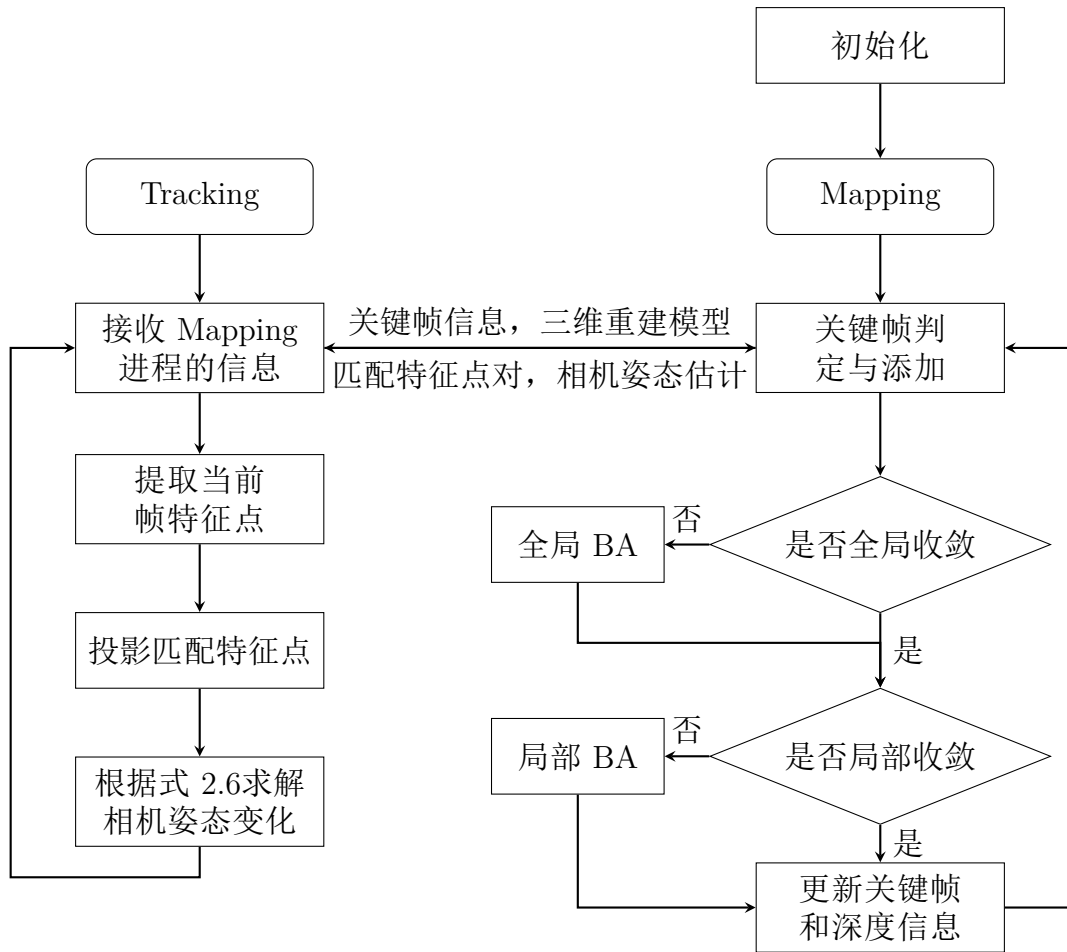 初始化
Tracking
Mapping
接收 Mapping
进程的信息
关键帧信息，三维重建模型
匹配特征点对，相机姿态估计
关键帧判
定与添加
提取当前
帧特征点
全局 BA
否
是否全局收敛
是
投影匹配特征点
局部 BA
否
是否局部收敛
是
根据式 2.6求解
相机姿态变化
更新关键帧
和深度信息